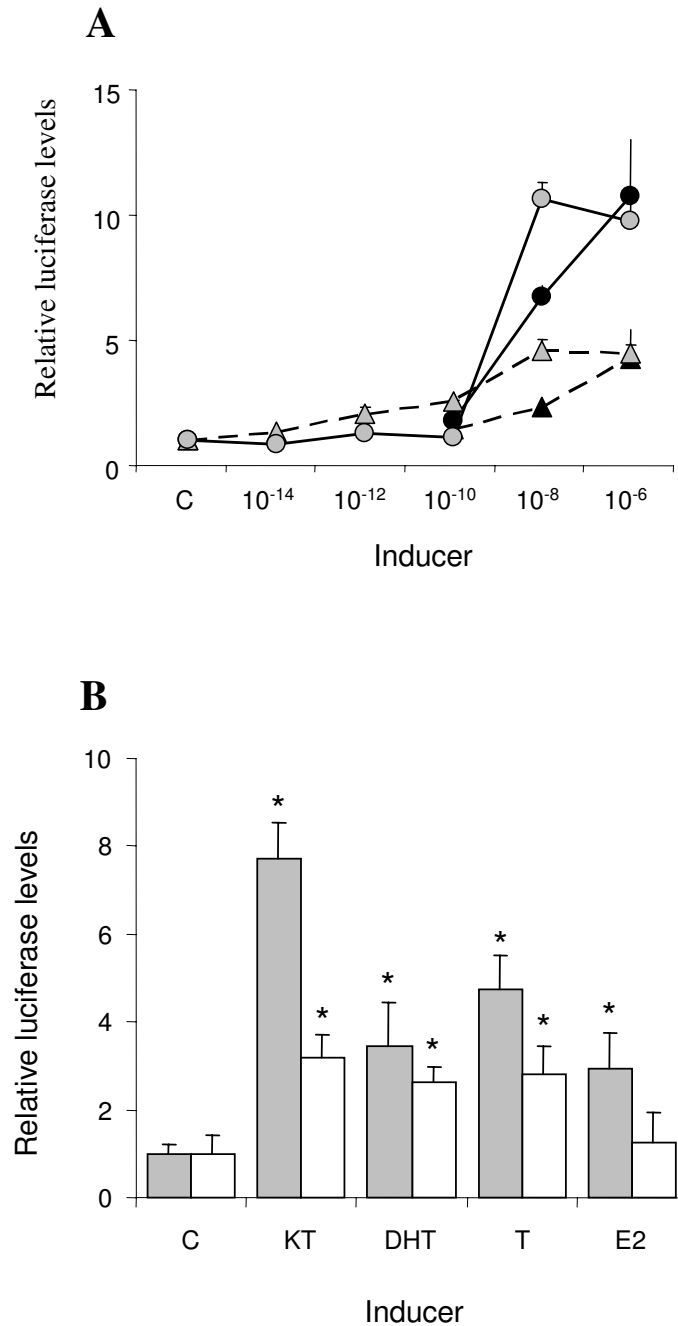 A
Relative luciferase levels
15
10
5
0
C 10⁻¹⁴ 10⁻¹² 10⁻¹⁰ 10⁻⁸ 10⁻⁶
Inducer
B
Relative luciferase levels
10
8
6
4
2
0
* * * * * * *
C KT DHT T E2
Inducer